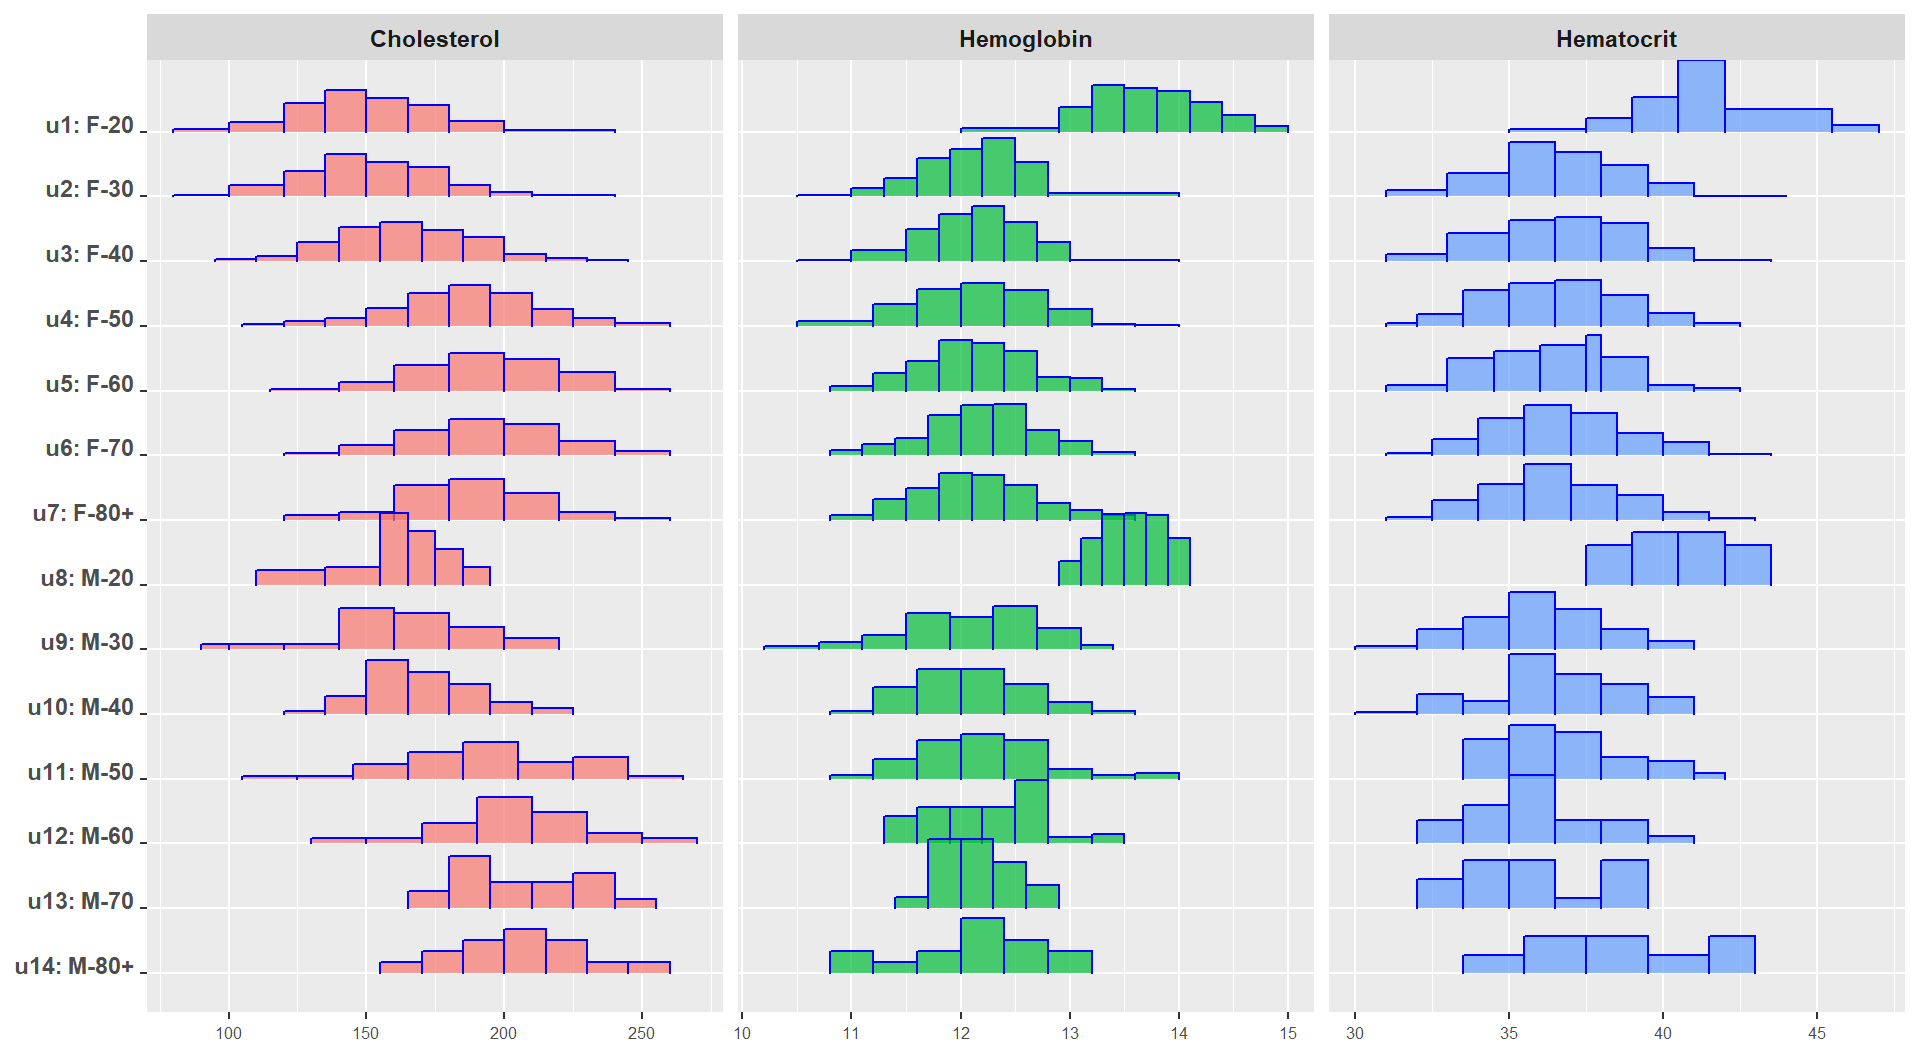 Cholesterol Hemoglobin Hematocrit
u1: F-20
u2: F-30
u3: F-40
u4: F-50
u5: F-60
u6: F-70
u7: F-80+
u8: M-20
u9: M-30
u10: M-40
u11: M-50
u12: M-60
u13: M-70
u14: M-80+
100 150 200 250 10 11 12 13 14 15 30 35 40 45